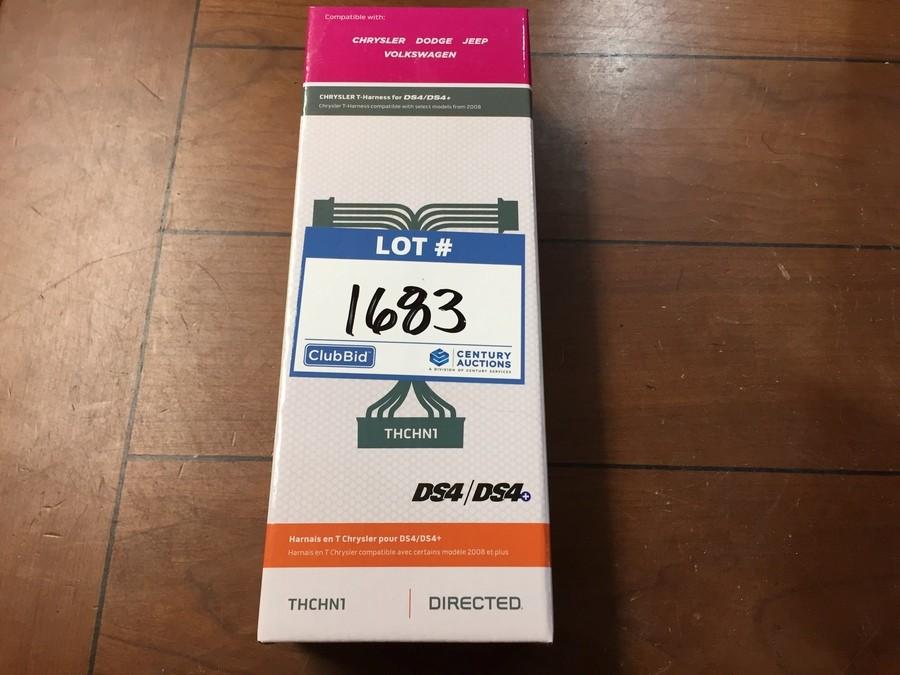 Compatible with:
CHRYSLER DODGE JEEP
VOLKSWAGEN
CHRYSLER T-Harness for DS4/DS4+
Chrysler T-Harness compatible with select models from 2008
LOT #
1683
ClubBid™
CENTURY
AUCTIONS
A DIVISION OF CENTURY SERVICES
THCHN1
DS4/DS4+
Harnais en T Chrysler pour DS4/DS4+
Harnais en T Chrysler compatible avec certains modèle 2008 et plus
THCHN1
DIRECTED.